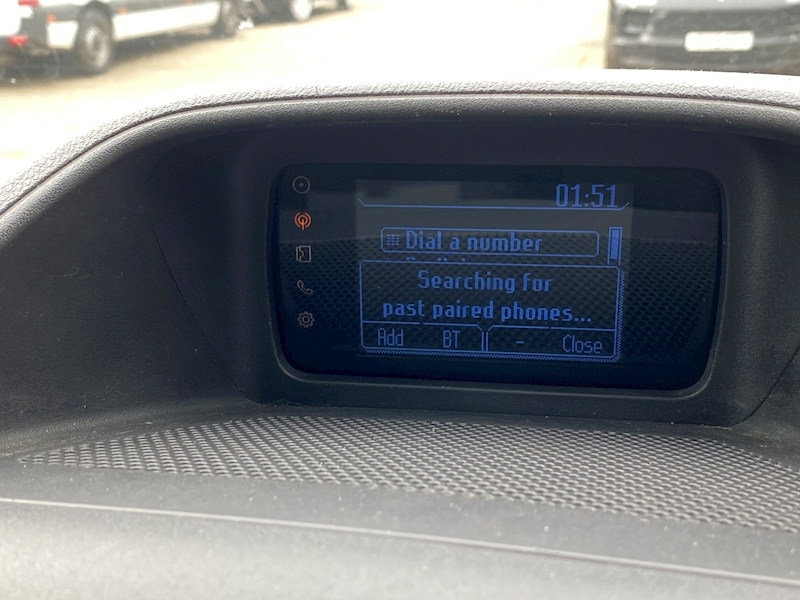 01:51
Dial a number
Searching for
past paired phones...
Add BT - Close